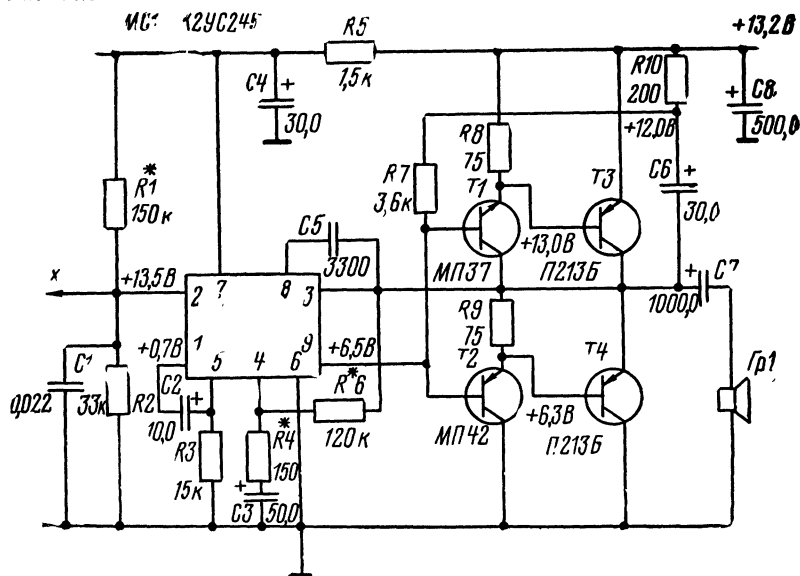 МС1 К2УС245
+13,2В
R5
1,5к
C4
+
30,0
R10
200
+
C8
500,0
+12,0В
R8
75
R7
3,6к
T1
T3
C6
+
30,0
*
R1
150к
C5
3300
МП37
+13,0В
П213Б
x
+13,5В
2
7
8
3
R9
75
+
C7
1000,0
+0,7В
1
5
4
6
9
+6,5В
T2
T4
Гр1
C1
0,022
33к
R2
C2
+
10,0
R3
15к
*
R4
150
R*6
120к
МП42
+6,3В
П213Б
+
C3
50,0